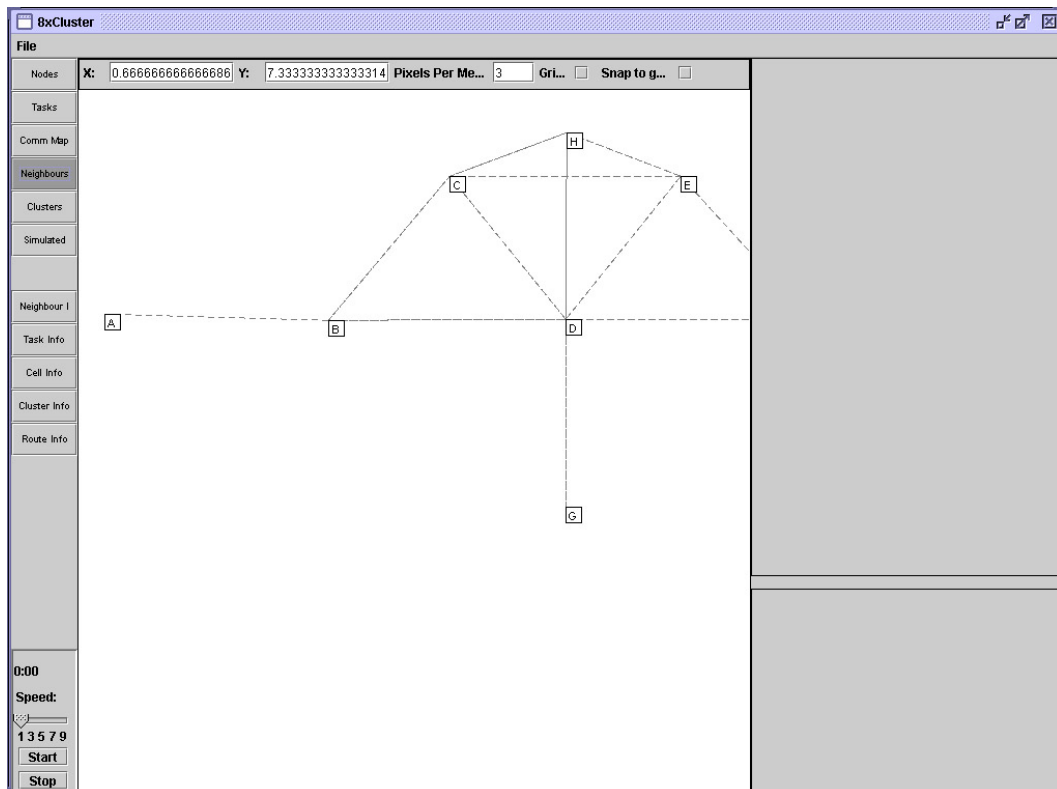 8xCluster
File
Nodes
X: 0.666666666666686 Y: 7.333333333333314 Pixels Per Me... 3 Gri... Snap to g...
Tasks
Comm Map
Neighbours
Clusters
Simulated
Neighbour I
Task Info
Cell Info
Cluster Info
Route Info
H
C
E
A
B
D
G
0:00
Speed:
1 3 5 7 9
Start
Stop